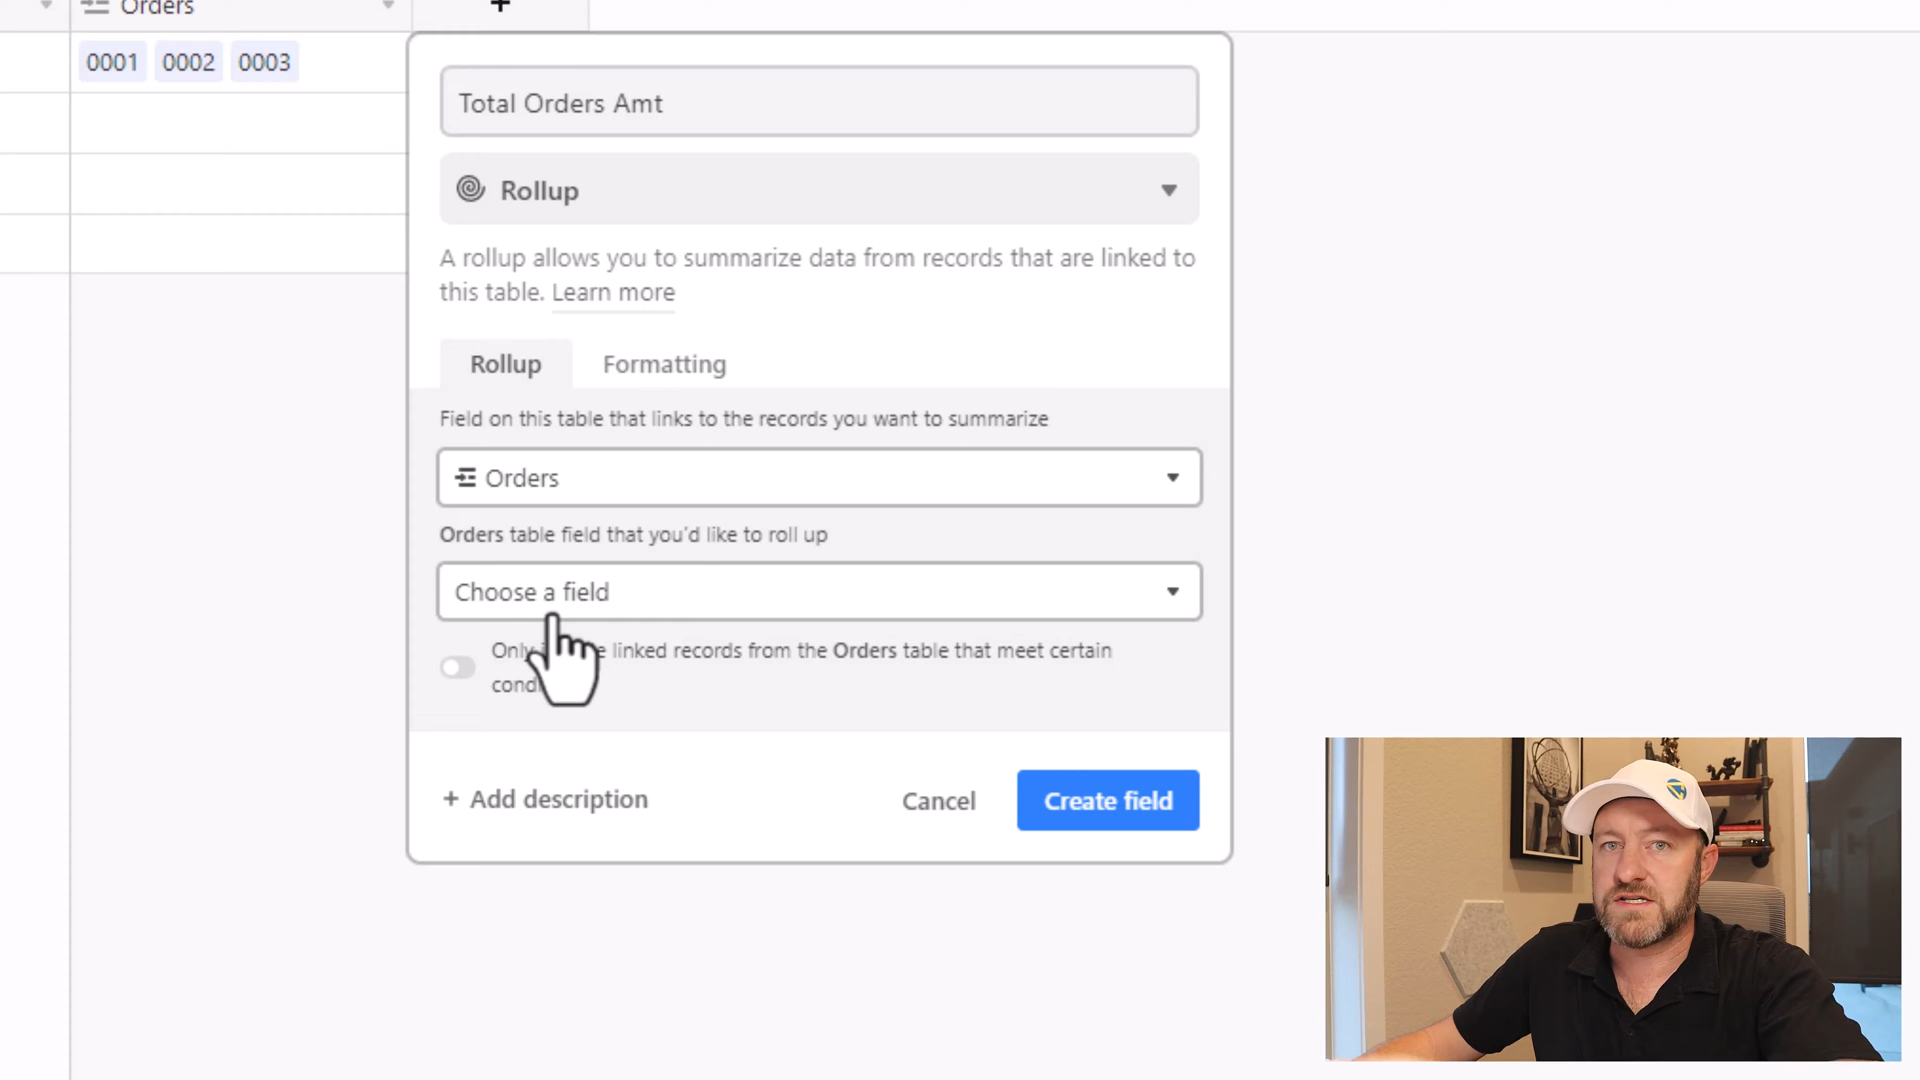 Orders
+
0001 0002 0003
Total Orders Amt
Rollup
A rollup allows you to summarize data from records that are linked to
this table. Learn more
Rollup Formatting
Field on this table that links to the records you want to summarize
Orders
Orders table field that you'd like to roll up
Choose a field
Only linked records from the Orders table that meet certain
+ Add description
Cancel
Create field